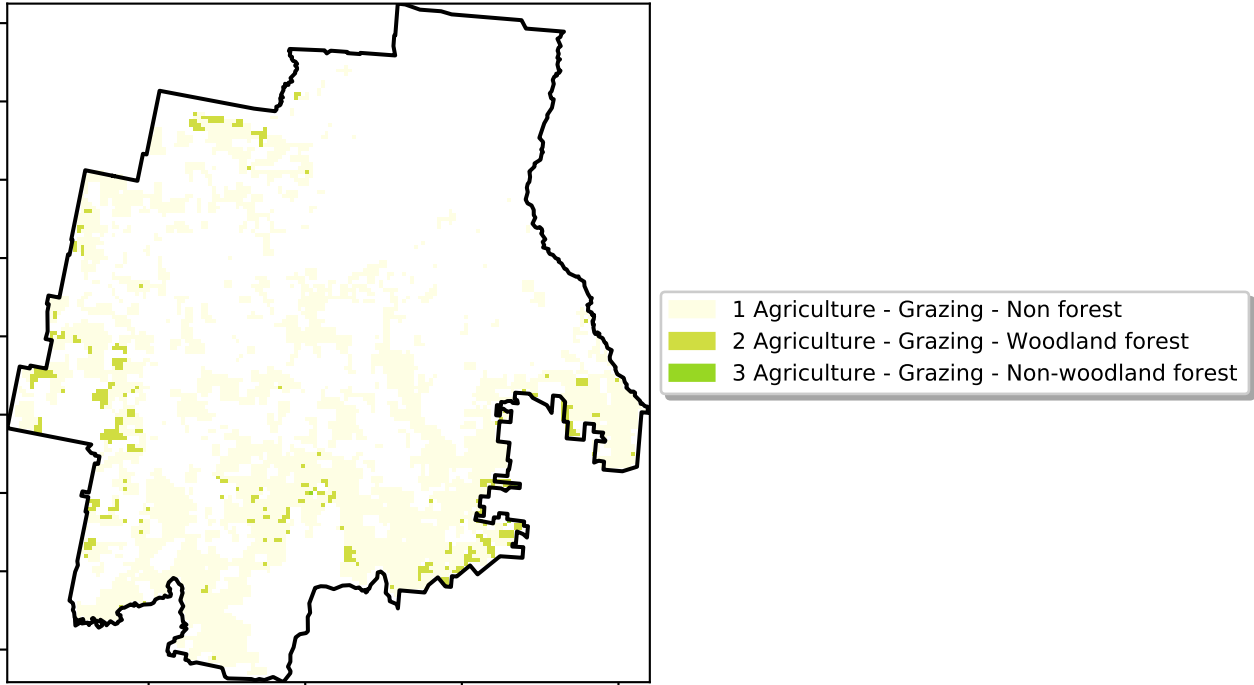 1 Agriculture - Grazing - Non forest
2 Agriculture - Grazing - Woodland forest
3 Agriculture - Grazing - Non-woodland forest